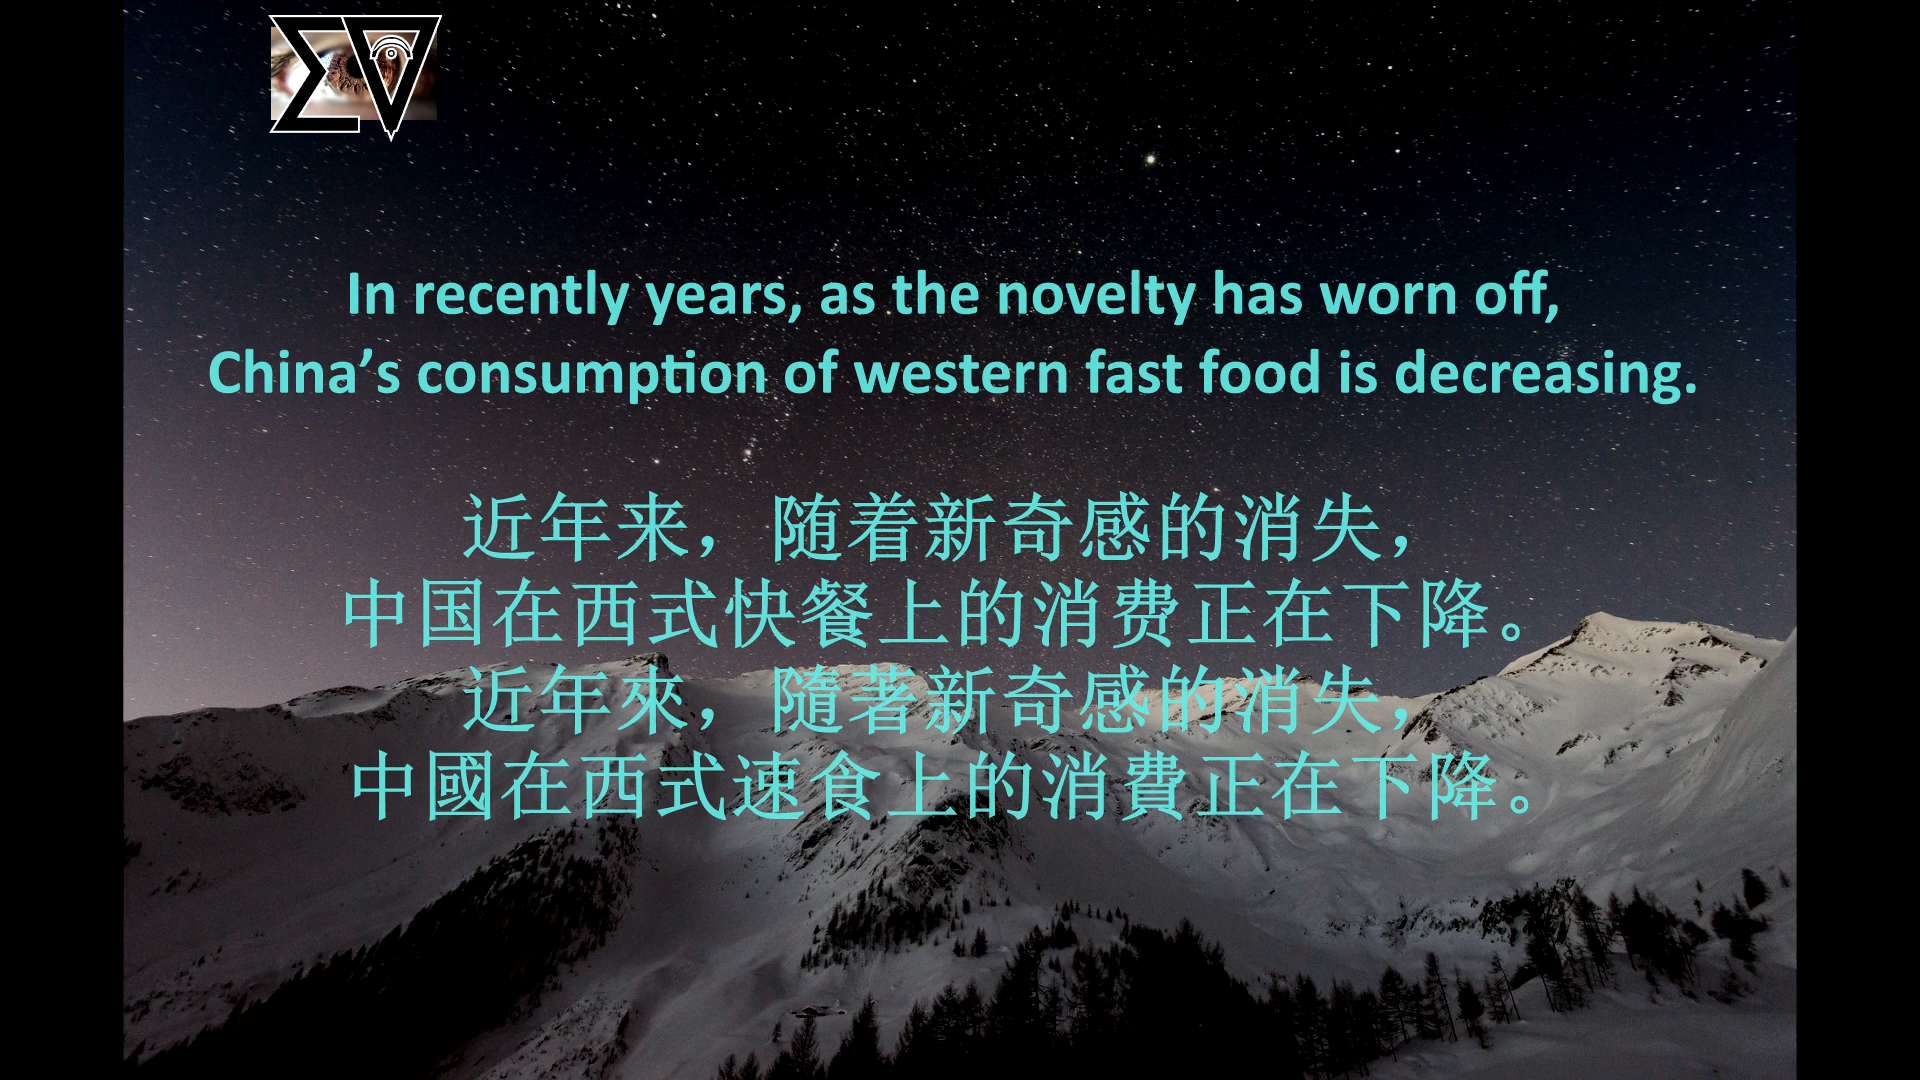 In recently years, as the novelty has worn off,
China’s consumption of western fast food is decreasing.
近年来，随着新奇感的消失，
中国在西式快餐上的消费正在下降。
近年來，隨著新奇感的消失，
中國在西式速食上的消費正在下降。